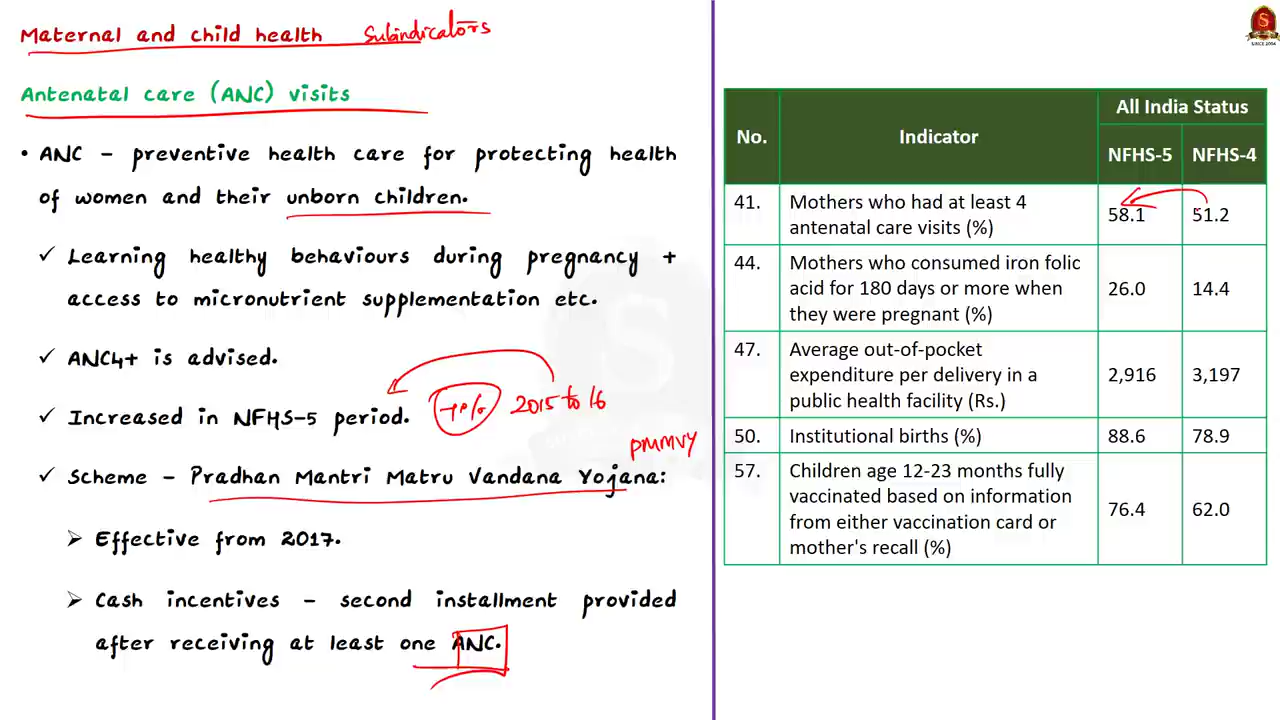 Maternal and child health Subindicators
Antenatal care (ANC) visits
• ANC – preventive health care for protecting health
of women and their unborn children.
✓ Learning healthy behaviours during pregnancy +
access to micronutrient supplementation etc.
✓ ANC4+ is advised.
✓ Increased in NFHS-5 period. 2015 to 16
PMMVY
✓ Scheme – Pradhan Mantri Matru Vandana Yojana:
➤ Effective from 2017.
➤ Cash incentives – second installment provided
after receiving at least one ANC.
S
SINCE 2004
No. Indicator All India Status
NFHS-5 NFHS-4
41. Mothers who had at least 4
antenatal care visits (%) 58.1 51.2
44. Mothers who consumed iron folic
acid for 180 days or more when 26.0 14.4
they were pregnant (%)
47. Average out-of-pocket
expenditure per delivery in a 2,916 3,197
public health facility (Rs.)
50. Institutional births (%) 88.6 78.9
57. Children age 12-23 months fully
vaccinated based on information
from either vaccination card or 76.4 62.0
mother's recall (%)